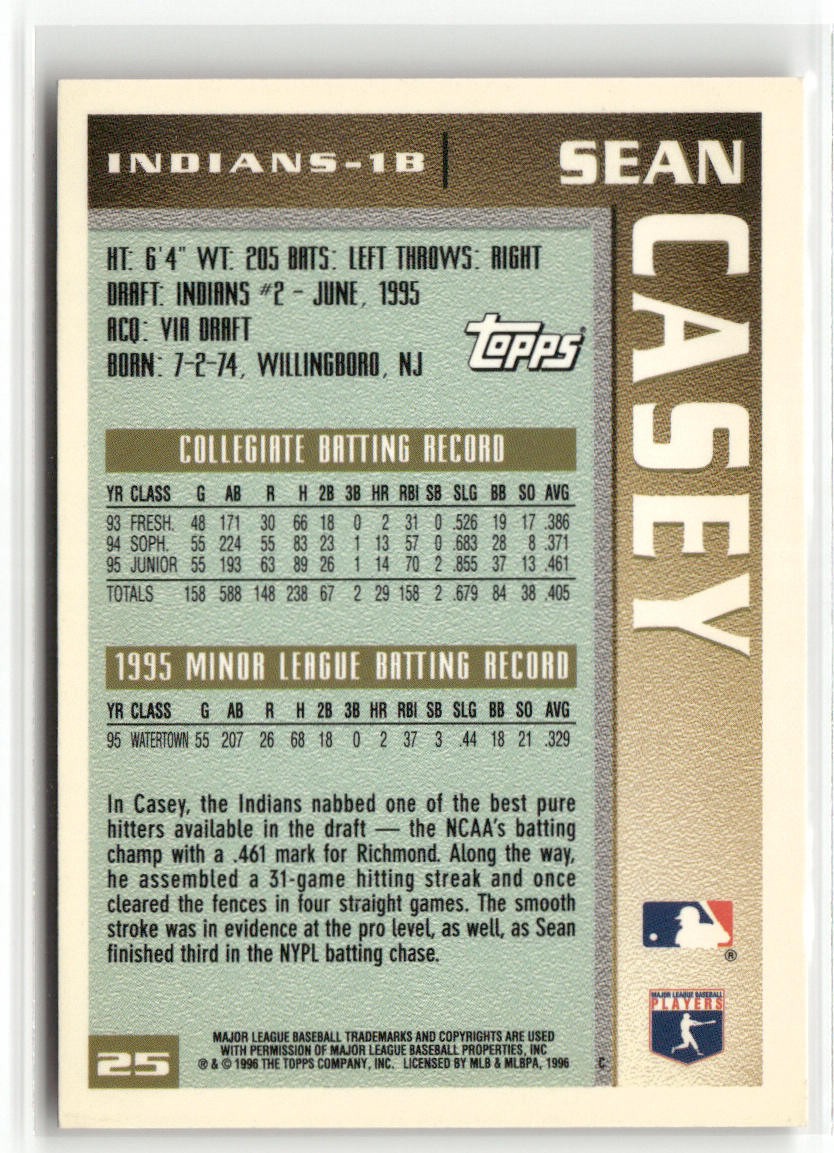 INDIANS-1B
SEAN
CASEY
HT: 6'4" WT: 205 BATS: LEFT THROWS: RIGHT
DRAFT: INDIANS #2 - JUNE, 1995
ACQ: VIA DRAFT
BORN: 7-2-74, WILLINGBORO, NJ
Topps®
COLLEGIATE BATTING RECORD
YR CLASS G AB R H 2B 3B HR RBI SB SLG BB SO AVG
93 FRESH. 48 171 30 66 18 0 2 31 0 .526 19 17 .386
94 SOPH. 55 224 55 83 23 1 13 57 0 .683 28 8 .371
95 JUNIOR 55 193 63 89 26 1 14 70 2 .855 37 13 .461
TOTALS 158 588 148 238 67 2 29 158 2 .679 84 38 .405
1995 MINOR LEAGUE BATTING RECORD
YR CLASS G AB R H 2B 3B HR RBI SB SLG BB SO AVG
95 WATERTOWN 55 207 26 68 18 0 2 37 3 .44 18 21 .329
In Casey, the Indians nabbed one of the best pure
hitters available in the draft — the NCAA's batting
champ with a .461 mark for Richmond. Along the way,
he assembled a 31-game hitting streak and once
cleared the fences in four straight games. The smooth
stroke was in evidence at the pro level, as well, as Sean
finished third in the NYPL batting chase.
®
MAJOR LEAGUE BASEBALL
PLAYERS
25
MAJOR LEAGUE BASEBALL TRADEMARKS AND COPYRIGHTS ARE USED
WITH PERMISSION OF MAJOR LEAGUE BASEBALL PROPERTIES, INC
® & © 1996 THE TOPPS COMPANY, INC. LICENSED BY MLB & MLBPA, 1996 C